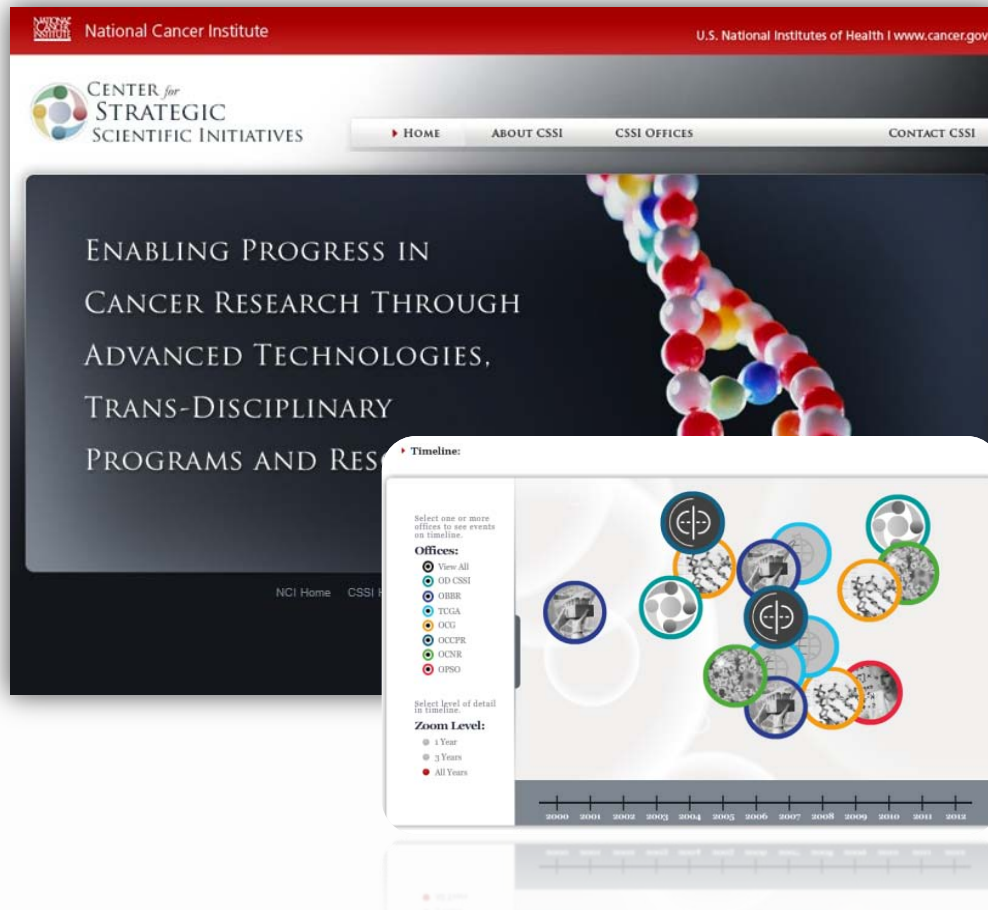 NATIONAL CANCER INSTITUTE
National Cancer Institute
U.S. National Institutes of Health | www.cancer.gov
CENTER for
STRATEGIC
SCIENTIFIC INITIATIVES
HOME
ABOUT CSSI
CSSI OFFICES
CONTACT CSSI
ENABLING PROGRESS IN
CANCER RESEARCH THROUGH
ADVANCED TECHNOLOGIES,
TRANS-DISCIPLINARY
PROGRAMS AND RES
NCI Home CSSI H
Timeline:
Select one or more
offices to see events
on timeline.
Offices:
View All
OD CSSI
OBBR
TCGA
OCG
OCCPR
OCNR
OPSO
Select level of detail
in timeline.
Zoom Level:
1 Year
3 Years
All Years
2000 2001 2002 2003 2004 2005 2006 2007 2008 2009 2010 2011 2012